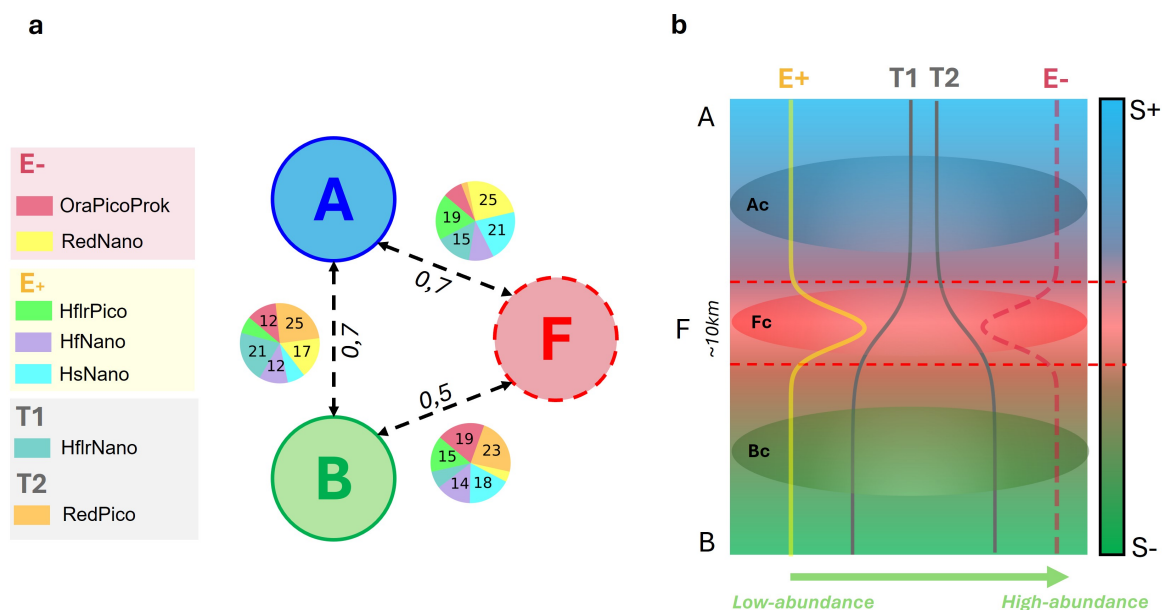 a
b
E-
OraPicoProk
RedNano
E+
HflrPico
HfNano
HsNano
T1
HflrNano
T2
RedPico
A
25
19
21
15
0,7
0,7
12
25
21
17
12
F
0,5
B
19
23
15
14
18
E+
T1
T2
E-
A
S+
Ac
F
~10km
Fc
Bc
B
S-
Low-abundance
High-abundance